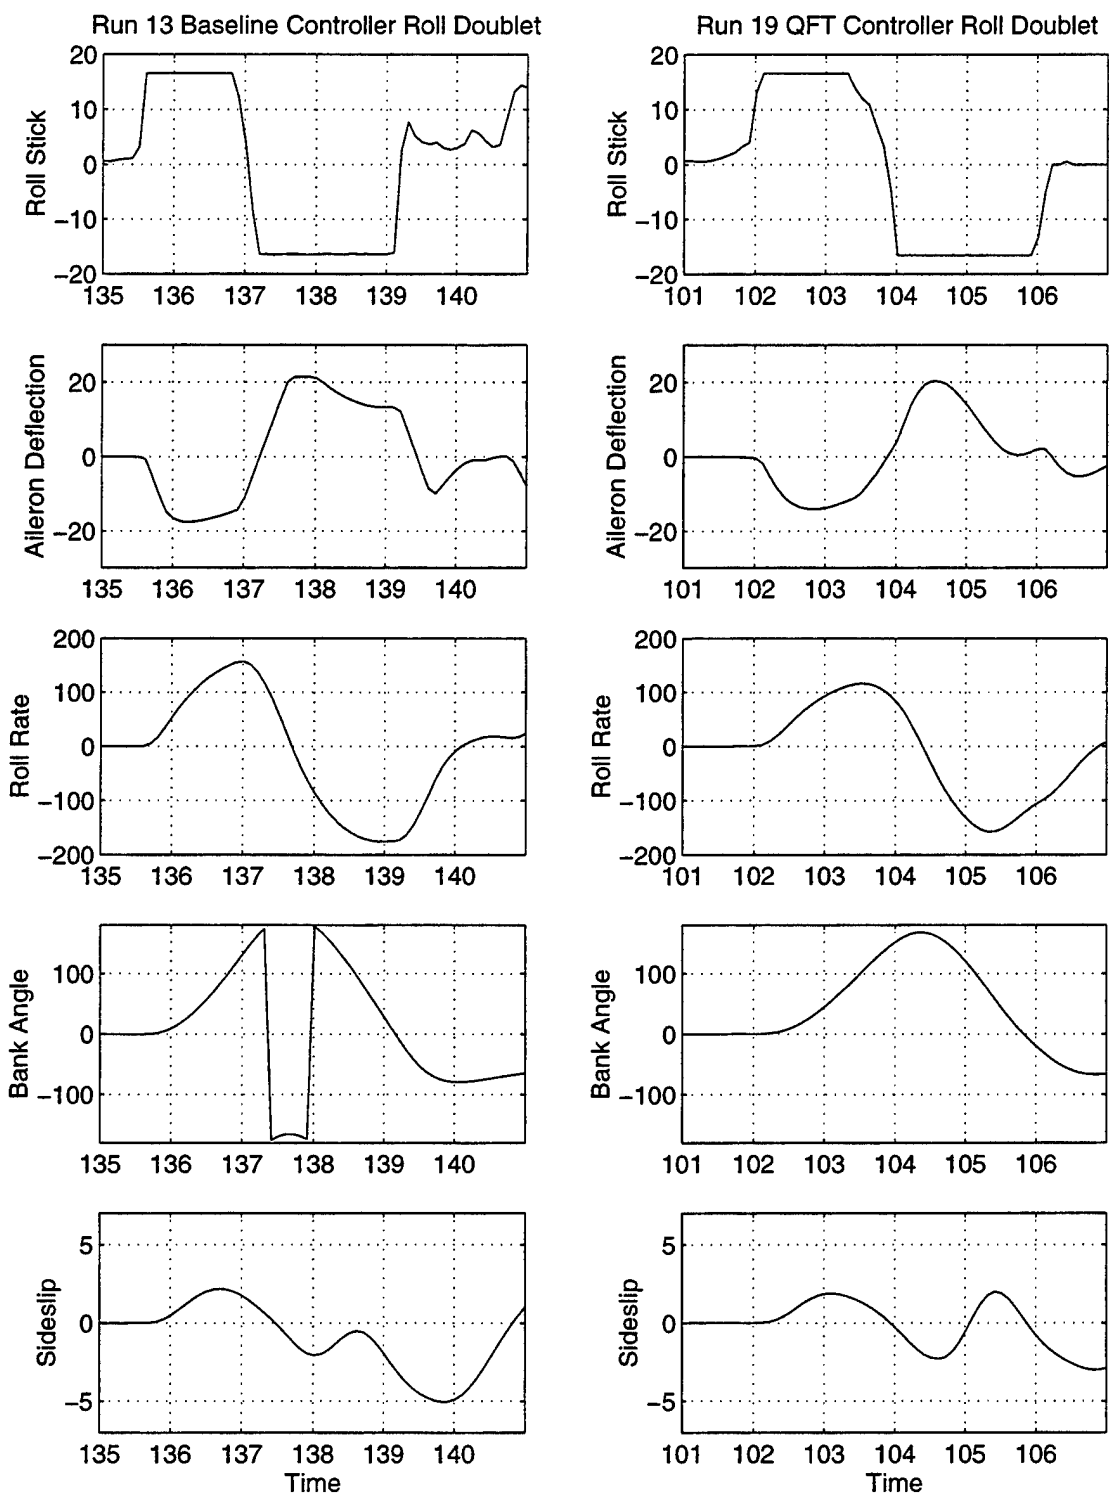 Run 13 Baseline Controller Roll Doublet
Run 19 QFT Controller Roll Doublet
20
10
0
−10
−20
Roll Stick
135 136 137 138 139 140
20
10
0
−10
−20
Roll Stick
101 102 103 104 105 106
20
0
−20
Aileron Deflection
135 136 137 138 139 140
20
0
−20
Aileron Deflection
101 102 103 104 105 106
200
100
0
−100
−200
Roll Rate
135 136 137 138 139 140
200
100
0
−100
−200
Roll Rate
101 102 103 104 105 106
100
0
−100
Bank Angle
135 136 137 138 139 140
100
0
−100
Bank Angle
101 102 103 104 105 106
5
0
−5
Sideslip
135 136 137 138 139 140
Time
5
0
−5
Sideslip
101 102 103 104 105 106
Time